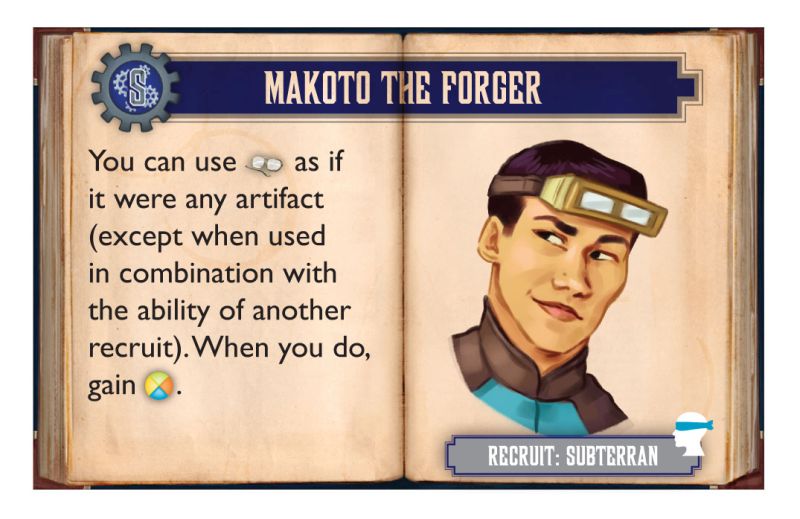 S
MAKOTO THE FORGER
You can use as if
it were any artifact
(except when used
in combination with
the ability of another
recruit). When you do,
gain .
RECRUIT: SUBTERRAN